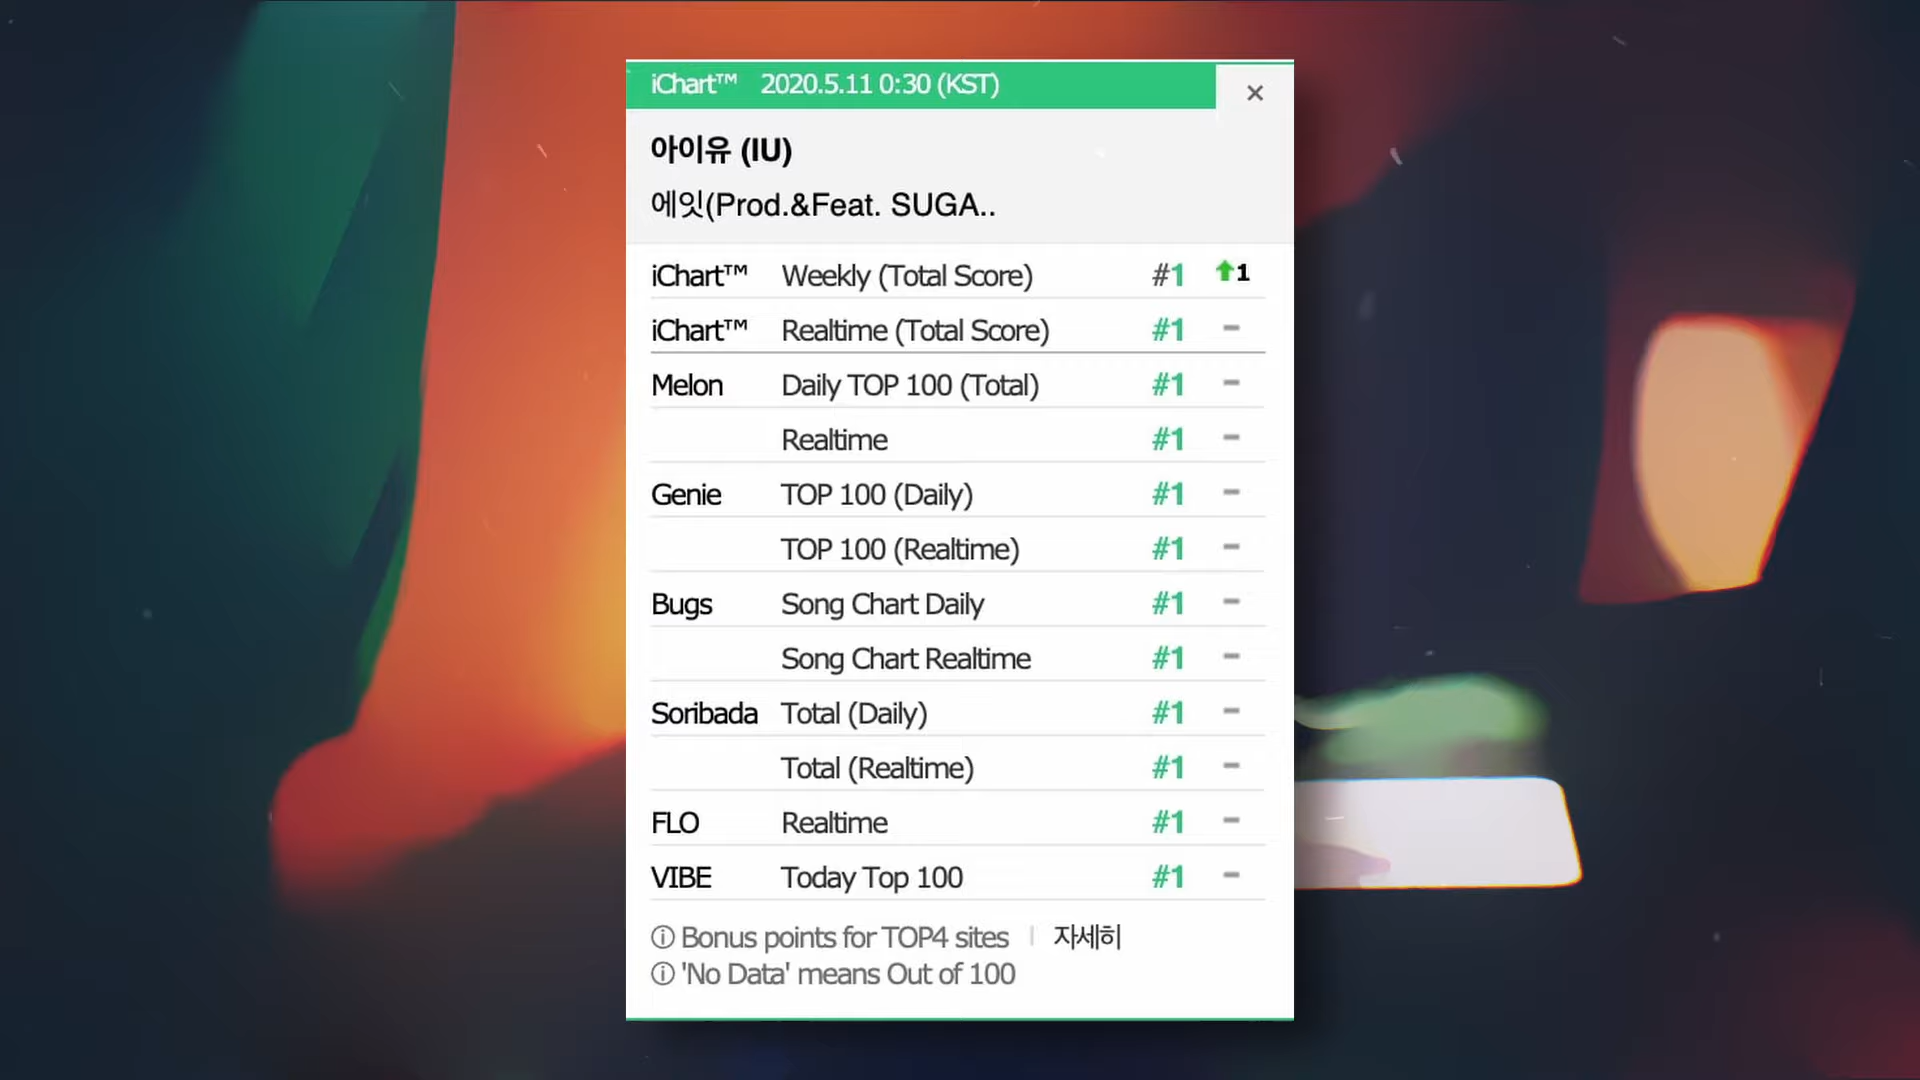 iChart™ 2020.5.11 0:30 (KST)
아이유 (IU)
에잇(Prod.&Feat. SUGA..
iChart™ Weekly (Total Score) #1 1
iChart™ Realtime (Total Score) #1 -
Melon Daily TOP 100 (Total) #1 -
Realtime #1 -
Genie TOP 100 (Daily) #1 -
TOP 100 (Realtime) #1 -
Bugs Song Chart Daily #1 -
Song Chart Realtime #1 -
Soribada Total (Daily) #1 -
Total (Realtime) #1 -
FLO Realtime #1 -
VIBE Today Top 100 #1 -
Bonus points for TOP4 sites | 자세히
'No Data' means Out of 100